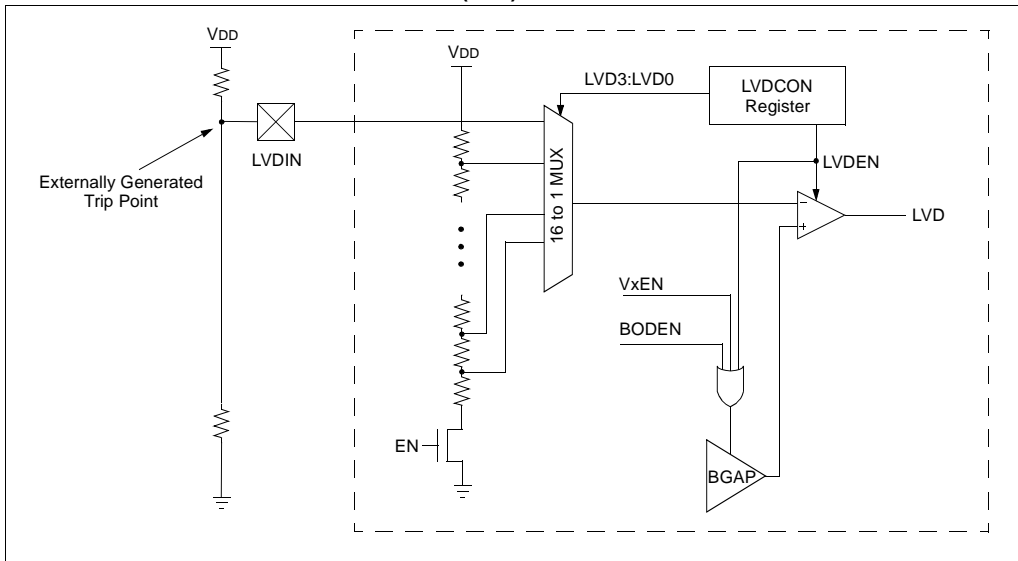 VDD
VDD
LVD3:LVD0
LVDCON
Register
LVDIN
LVDEN
Externally Generated
Trip Point
16 to 1 MUX
–
+
LVD
VxEN
BODEN
EN
BGAP